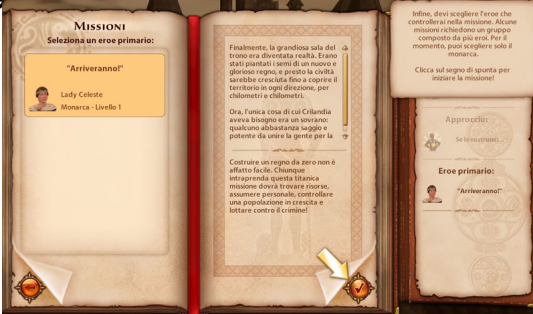 Missioni
Seleziona un eroe primario:
"Arriveranno!"
Lady Celeste
Monarca - Livello 1
Finalmente, la grandiosa sala del
trono era diventata realtà. Erano
stati piantati i semi di un nuovo e
glorioso regno, e presto la civiltà
sarebbe cresciuta fino a coprire il
territorio in ogni direzione, per
chilometri e chilometri.
Ora, l'unica cosa di cui Crilandia
aveva bisogno era un sovrano:
qualcuno abbastanza saggio e
potente da unire la gente per la
Costruire un regno da zero non è
affatto facile. Chiunque
intraprenda questa titanica
missione dovrà trovare risorse,
assumere personale, controllare
una popolazione in crescita e
lottare contro il crimine!
Infine, devi scegliere l'eroe che
controllerai nella missione. Alcune
missioni richiedono un gruppo
composto da più eroi. Per il
momento, puoi scegliere solo il
monarca.
Clicca sul segno di spunta per
iniziare la missione!
Approccio:
Se lo costruisci...
Eroe primario:
"Arriveranno!"